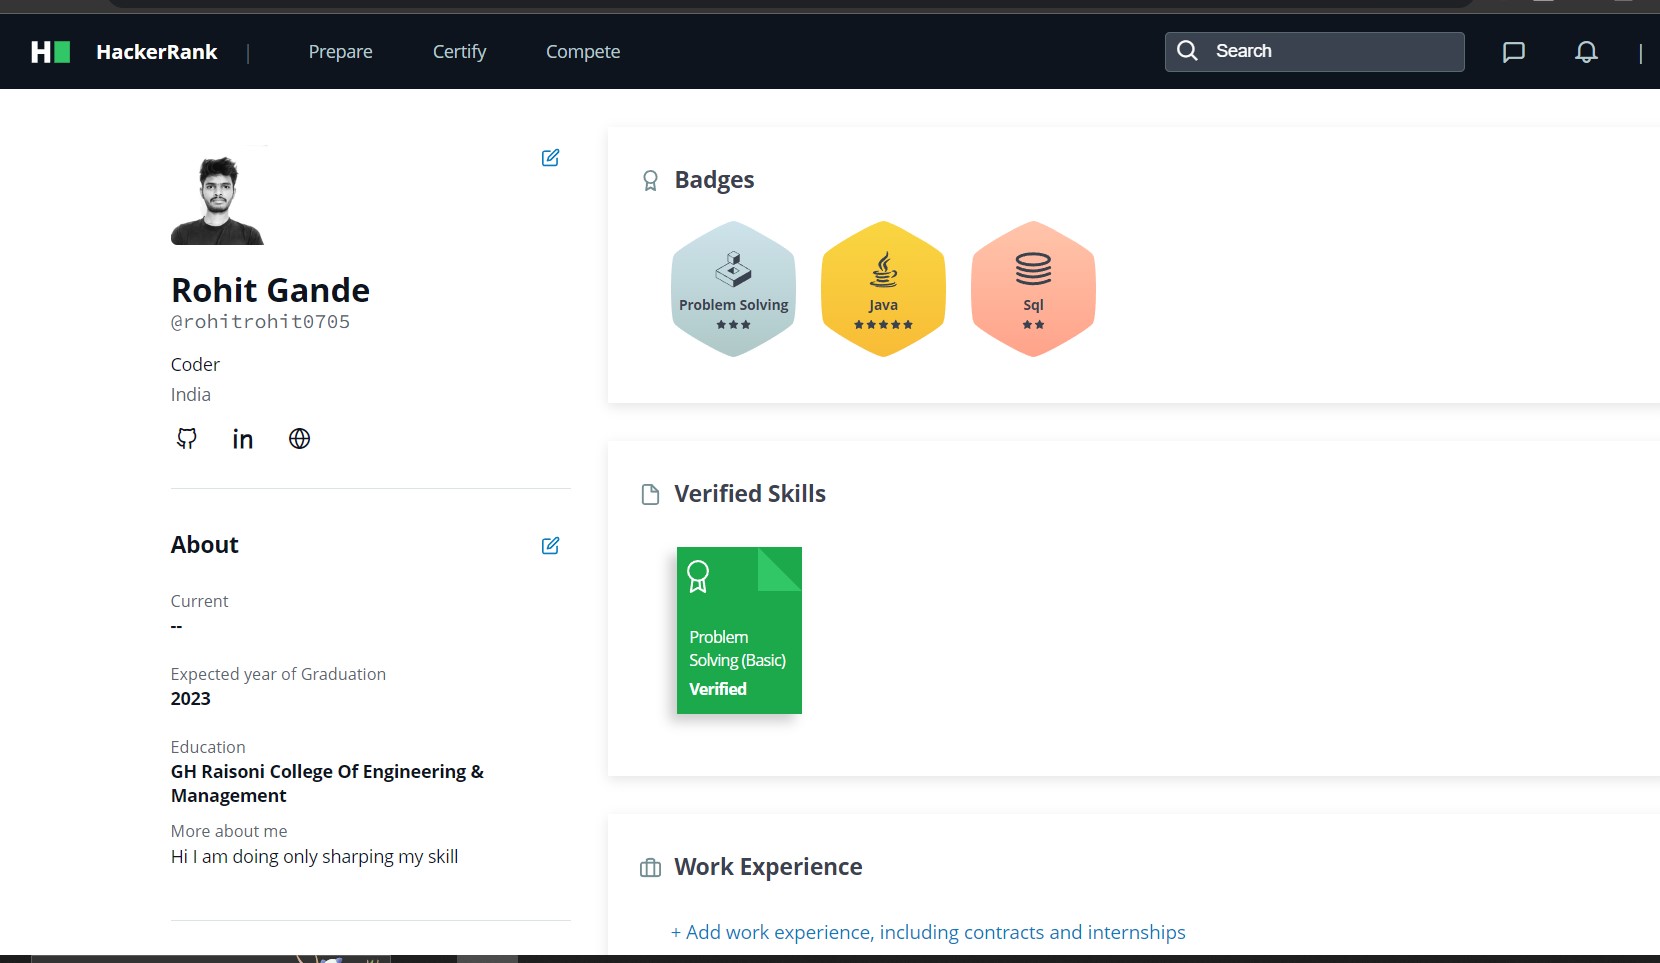 HackerRank | Prepare Certify Compete Search |
Rohit Gande
@rohitrohit0705
Coder
India
in
About
Current
--
Expected year of Graduation
2023
Education
GH Raisoni College Of Engineering &
Management
More about me
Hi I am doing only sharping my skill
Badges
Problem Solving
Java
Sql
Verified Skills
Problem
Solving (Basic)
Verified
Work Experience
+ Add work experience, including contracts and internships